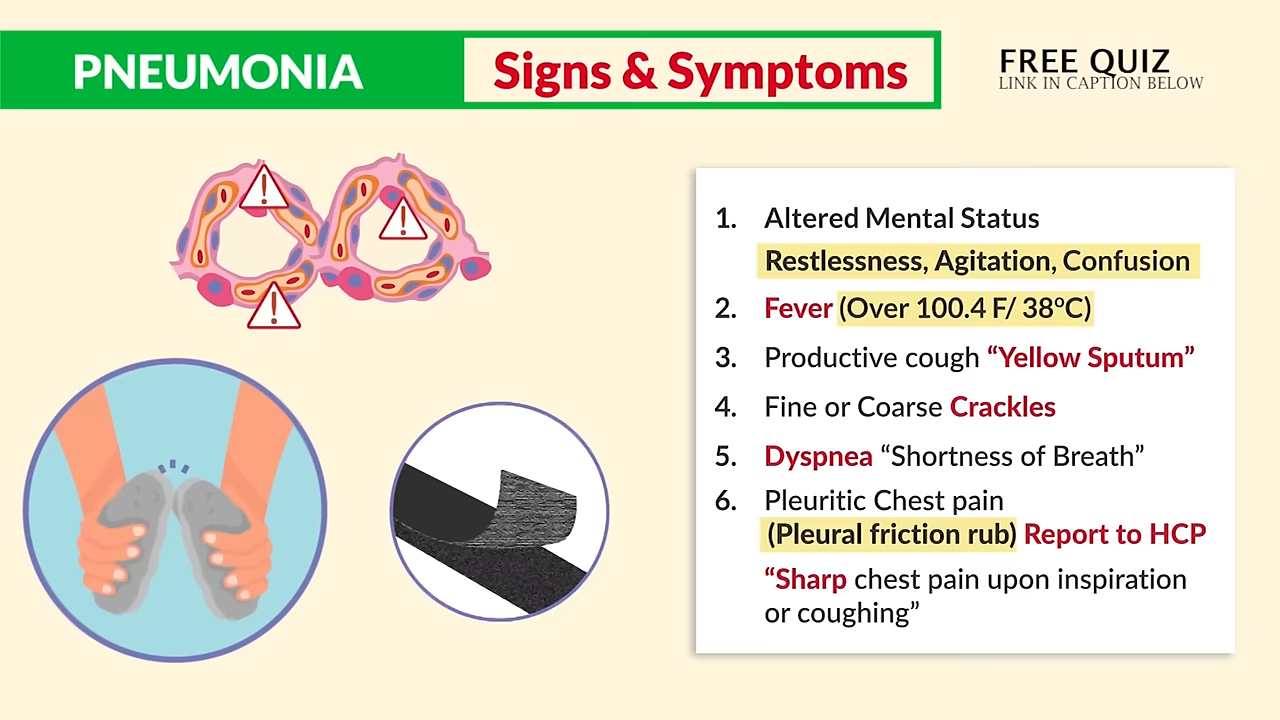 PNEUMONIA
Signs & Symptoms
FREE QUIZ
LINK IN CAPTION BELOW
1. Altered Mental Status
Restlessness, Agitation, Confusion
2. Fever (Over 100.4 F/ 38ºC)
3. Productive cough “Yellow Sputum”
4. Fine or Coarse Crackles
5. Dyspnea “Shortness of Breath”
6. Pleuritic Chest pain
(Pleural friction rub) Report to HCP
“Sharp chest pain upon inspiration
or coughing”